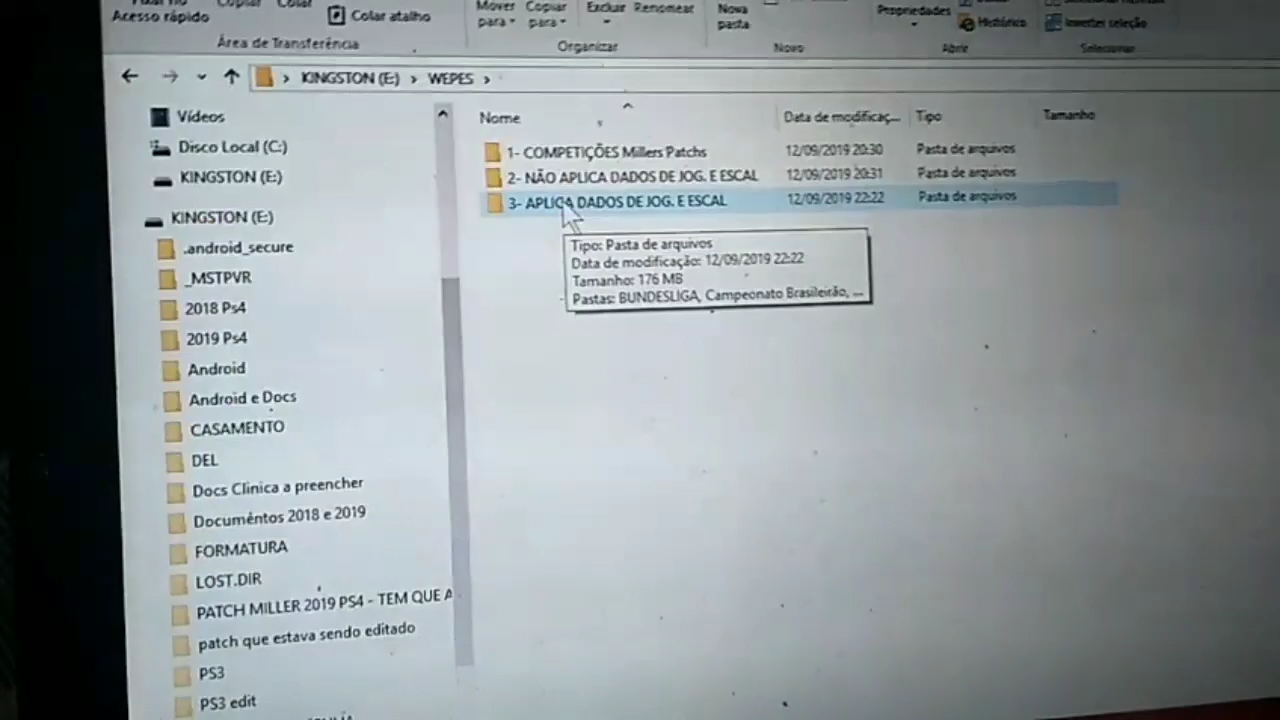 Acesso rápido
Copiar
Colar
Colar atalho
Mover para
Copiar para
Excluir
Renomear
Nova pasta
Propriedades
Histórico
Inverter seleção
Área de Transferência
Organizar
Novo
Abrir
Selecionar
KINGSTON (E:) > WEPES >
Vídeos
Disco Local (C:)
KINGSTON (E:)
KINGSTON (E:)
.android_secure
_MSTPVR
2018 Ps4
2019 Ps4
Android
Android e Docs
CASAMENTO
DEL
Docs Clinica a preencher
Documentos 2018 e 2019
FORMATURA
LOST.DIR
PATCH MILLER 2019 PS4 - TEM QUE A
patch que estava sendo editado
PS3
PS3 edit
Nome Data de modificaç... Tipo Tamanho
1- COMPETIÇÕES Millers Patchs 12/09/2019 20:30 Pasta de arquivos
2- NÃO APLICA DADOS DE JOG. E ESCAL 12/09/2019 20:31 Pasta de arquivos
3- APLICA DADOS DE JOG. E ESCAL 12/09/2019 22:22 Pasta de arquivos
Tipo: Pasta de arquivos
Data de modificação: 12/09/2019 22:22
Tamanho: 176 MB
Pastas: BUNDESLIGA, Campeonato Brasileirão, ...